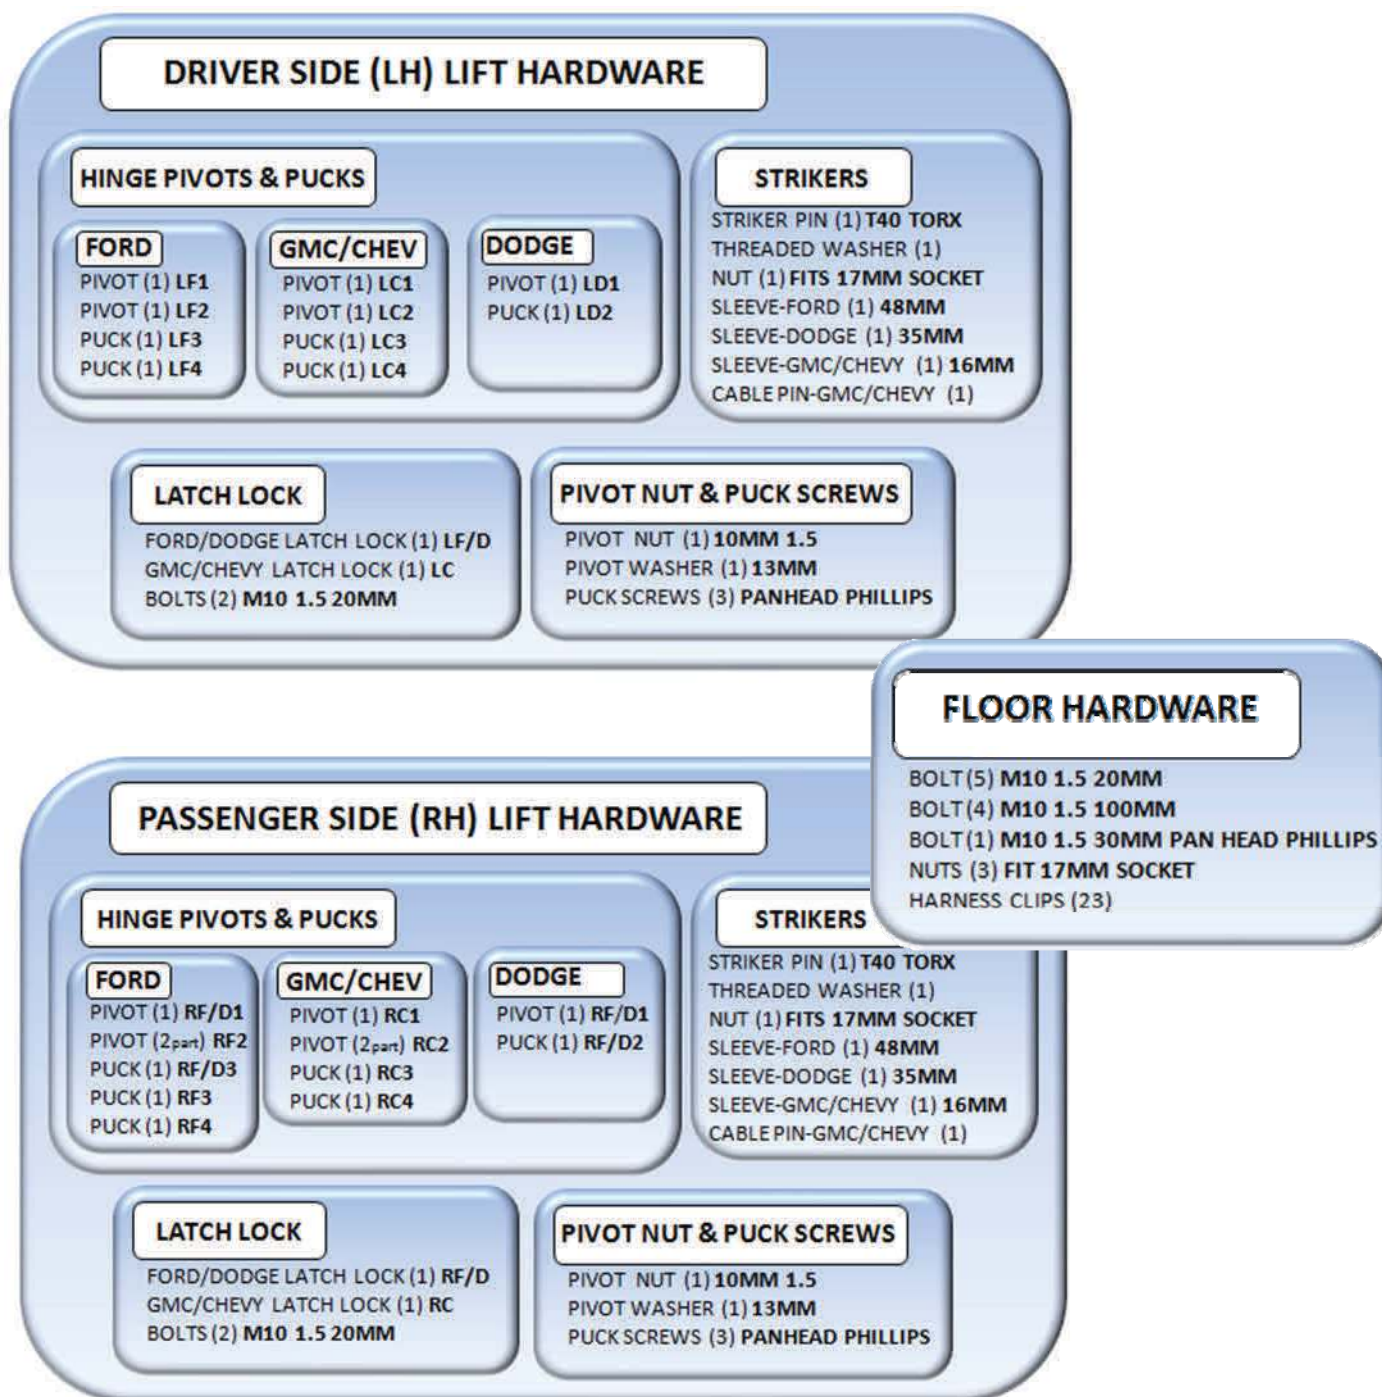 DRIVER SIDE (LH) LIFT HARDWARE
HINGE PIVOTS & PUCKS
FORD
PIVOT (1) LF1
PIVOT (1) LF2
PUCK (1) LF3
PUCK (1) LF4
GMC/CHEV
PIVOT (1) LC1
PIVOT (1) LC2
PUCK (1) LC3
PUCK (1) LC4
DODGE
PIVOT (1) LD1
PUCK (1) LD2
STRIKERS
STRIKER PIN (1) T40 TORX
THREADED WASHER (1)
NUT (1) FITS 17MM SOCKET
SLEEVE-FORD (1) 48MM
SLEEVE-DODGE (1) 35MM
SLEEVE-GMC/CHEVY (1) 16MM
CABLE PIN-GMC/CHEVY (1)
LATCH LOCK
FORD/DODGE LATCH LOCK (1) LF/D
GMC/CHEVY LATCH LOCK (1) LC
BOLTS (2) M10 1.5 20MM
PIVOT NUT & PUCK SCREWS
PIVOT NUT (1) 10MM 1.5
PIVOT WASHER (1) 13MM
PUCK SCREWS (3) PANHEAD PHILLIPS
FLOOR HARDWARE
BOLT (5) M10 1.5 20MM
BOLT (4) M10 1.5 100MM
BOLT (1) M10 1.5 30MM PAN HEAD PHILLIPS
NUTS (3) FIT 17MM SOCKET
HARNESS CLIPS (23)
PASSENGER SIDE (RH) LIFT HARDWARE
HINGE PIVOTS & PUCKS
FORD
PIVOT (1) RF/D1
PIVOT (2part) RF2
PUCK (1) RF/D3
PUCK (1) RF3
PUCK (1) RF4
GMC/CHEV
PIVOT (1) RC1
PIVOT (2part) RC2
PUCK (1) RC3
PUCK (1) RC4
DODGE
PIVOT (1) RF/D1
PUCK (1) RF/D2
STRIKERS
STRIKER PIN (1) T40 TORX
THREADED WASHER (1)
NUT (1) FITS 17MM SOCKET
SLEEVE-FORD (1) 48MM
SLEEVE-DODGE (1) 35MM
SLEEVE-GMC/CHEVY (1) 16MM
CABLE PIN-GMC/CHEVY (1)
LATCH LOCK
FORD/DODGE LATCH LOCK (1) RF/D
GMC/CHEVY LATCH LOCK (1) RC
BOLTS (2) M10 1.5 20MM
PIVOT NUT & PUCK SCREWS
PIVOT NUT (1) 10MM 1.5
PIVOT WASHER (1) 13MM
PUCK SCREWS (3) PANHEAD PHILLIPS